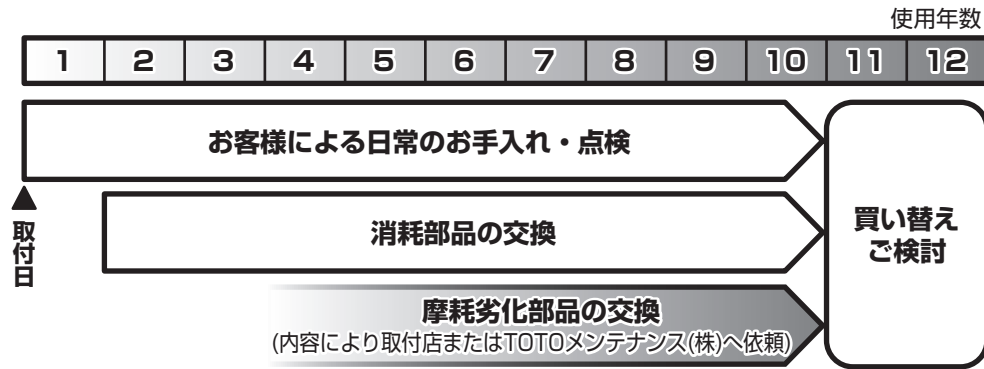 使用年数
1 2 3 4 5 6 7 8 9 10 11 12
お客様による日常のお手入れ・点検
取付日
消耗部品の交換
買い替え
ご検討
摩耗劣化部品の交換
(内容により取付店またはTOTOメンテナンス(株)へ依頼)